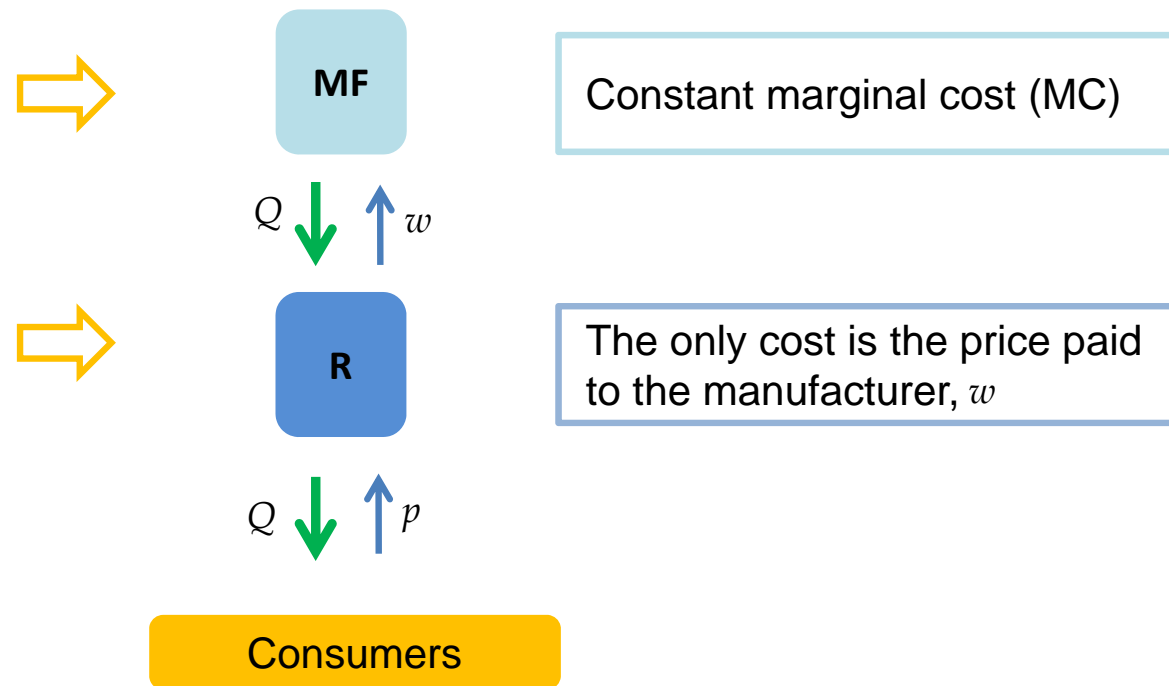 MF
Constant marginal cost (MC)
Q
w
R
The only cost is the price paid
to the manufacturer, w
Q
p
Consumers